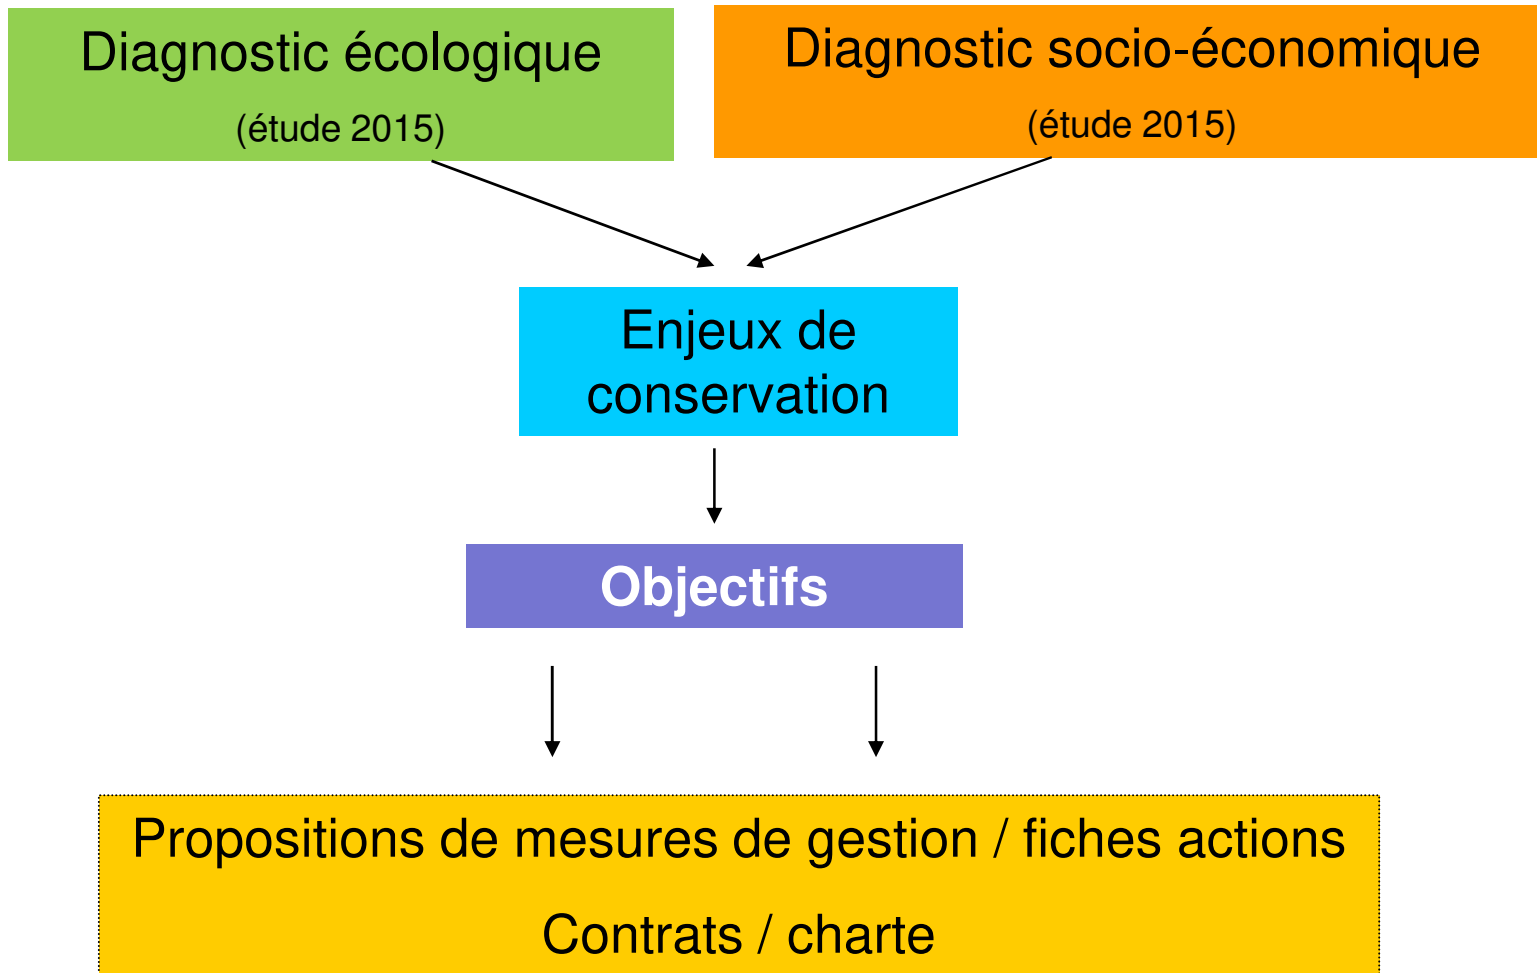 Diagnostic écologique
(étude 2015)
Diagnostic socio-économique
(étude 2015)
Enjeux de
conservation
Objectifs
Propositions de mesures de gestion / fiches actions
Contrats / charte